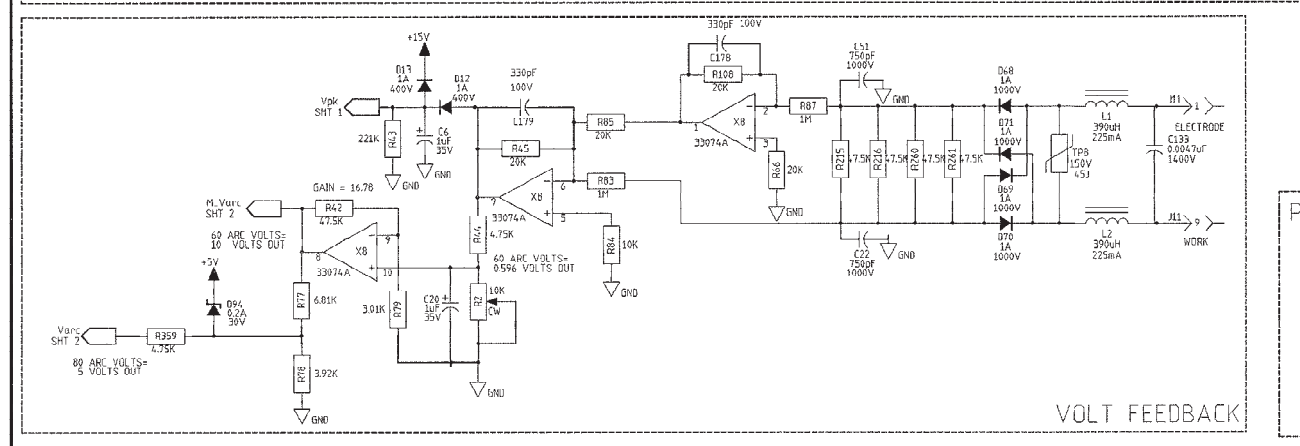 330pF 100V
C178
R108
20K
C51
750pF
1000V
GND
+15V
D13
1A
400V
D12
1A
400V
330pF
100V
C179
Vpk
SHT 1
221K
R43
+
C6
1uF
35V
GND
GND
R45
20K
R85
20K
1
X8
33074A
2
3
R87
1M
R66
20K
GND
R215
47.5K
R216
47.5K
R260
47.5K
R261
47.5K
D68
1A
1000V
D71
1A
1000V
D69
1A
1000V
D70
1A
1000V
TP8
150V
45J
L1
390uH
225mA
L2
390uH
225mA
1
ELECTRODE
C133
0.0047uF
1400V
J11
9
WORK
C22
750pF
1000V
GND
GAIN = 16.78
M_Varc
SHT 2
R42
47.5K
60 ARC VOLTS=
10 VOLTS OUT
8
X8
33074A
9
10
7
X8
33074A
6
5
R83
1M
R84
10K
GND
R44
4.75K
60 ARC VOLTS=
0.596 VOLTS OUT
+5V
D94
0.2A
30V
R77
6.81K
3.01K
R79
C20
1uF
35V
+
R2
10K
CW
GND
Varc
SHT 2
R359
4.75K
80 ARC VOLTS=
5 VOLTS OUT
R78
3.92K
GND
VOLT FEEDBACK
P